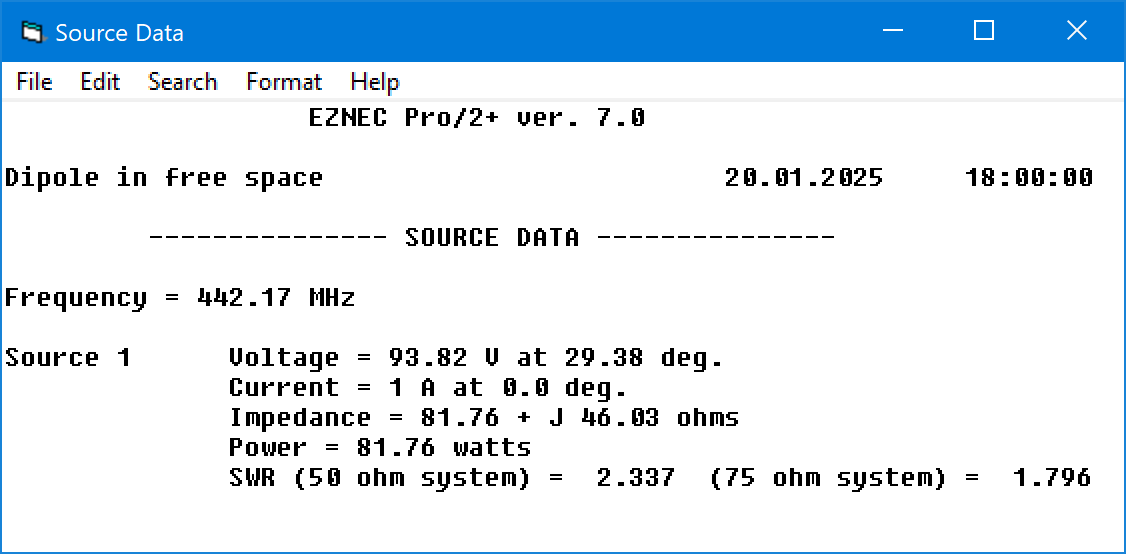 Source Data
File Edit Search Format Help
EZNEC Pro/2+ ver. 7.0
Dipole in free space 20.01.2025 18:00:00
--------------- SOURCE DATA ---------------
Frequency = 442.17 MHz
Source 1 Voltage = 93.82 V at 29.38 deg.
Current = 1 A at 0.0 deg.
Impedance = 81.76 + J 46.03 ohms
Power = 81.76 watts
SWR (50 ohm system) = 2.337 (75 ohm system) = 1.796